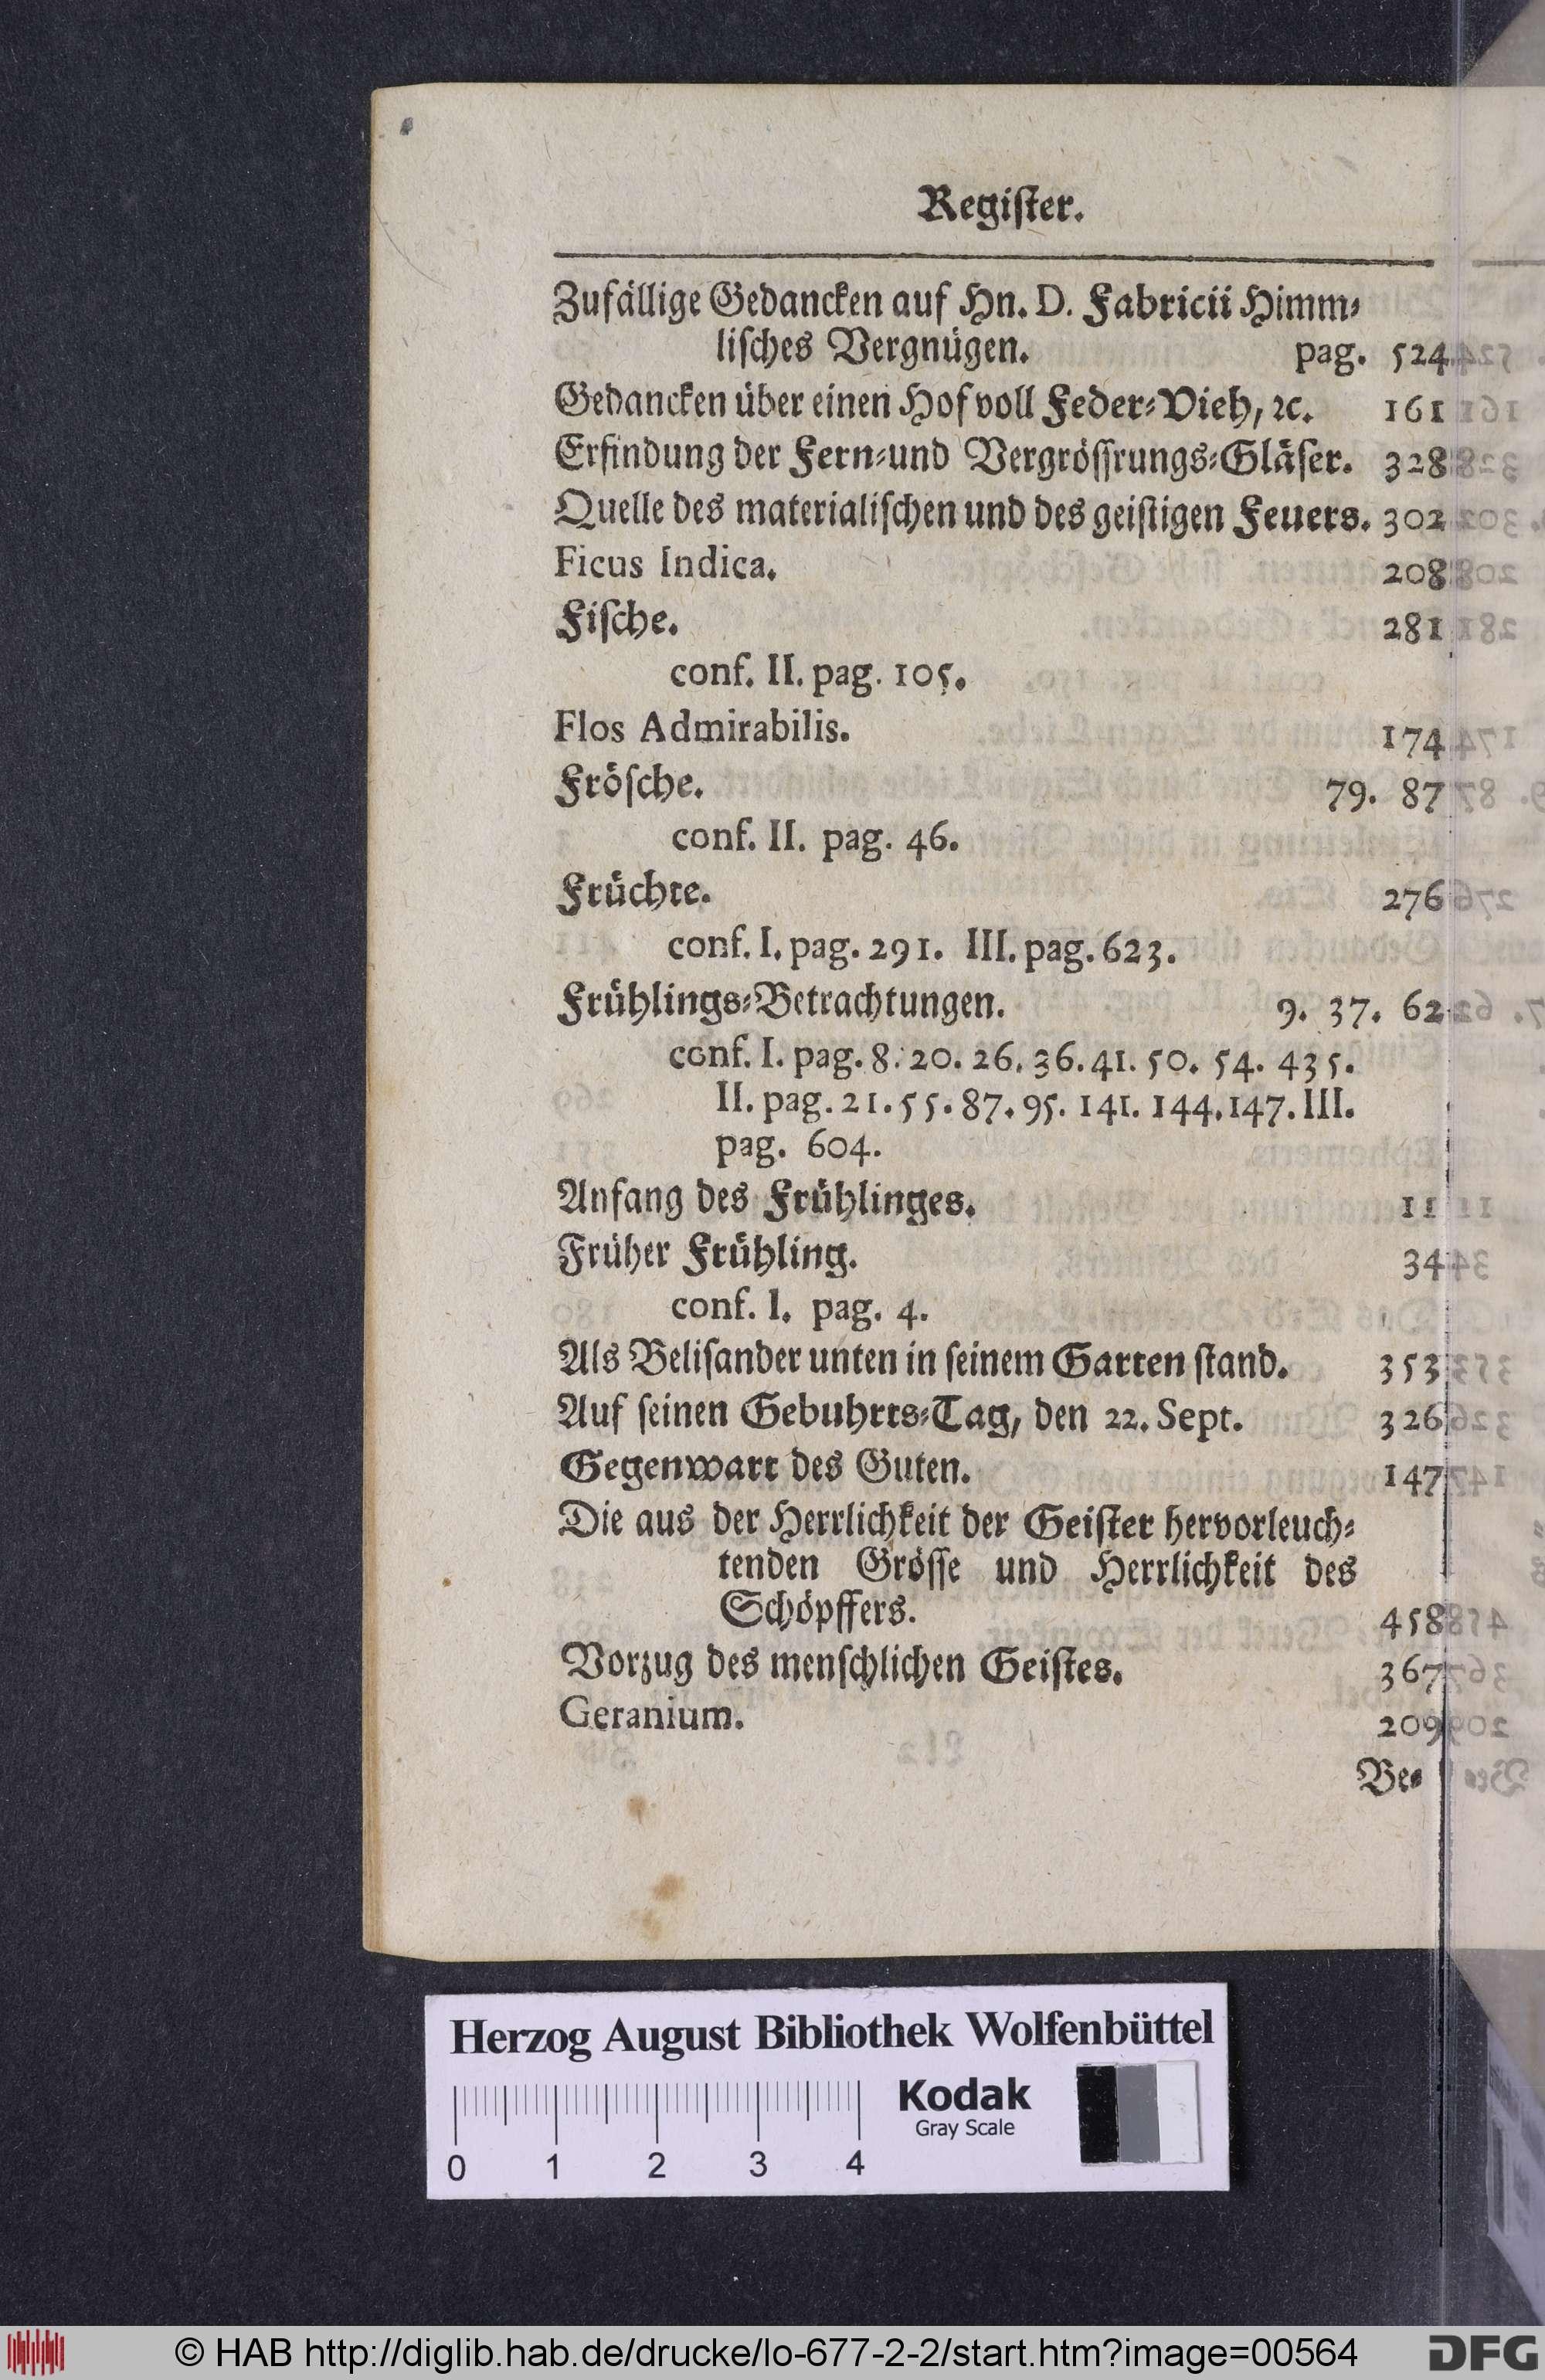 Regiſter.
Zufällige Gedancken auf Hn. D. Fabricii Himm⸗
liſches Vergnügen. pag. 524
Gedancken über einen Hof voll Feder⸗Vieh, ꝛc. 161
Erfindung der Fern⸗und Vergröſſrungs⸗Gläſer. 328
Quelle des materialiſchen und des geiſtigen Feuers. 302
Ficus Indica. 208
Fiſche. 281
conf. II. pag. 105.
Flos Admirabilis. 174
Fröſche. 79. 87
conf. II. pag. 46.
Früchte. 276
conf. I. pag. 291. III. pag. 623.
Frühlings⸗Betrachtungen. 9. 37. 62
conf. I. pag. 8. 20. 26. 36. 41. 50. 54. 435.
II. pag. 21. 55. 87. 95. 141. 144. 147. III.
pag. 604.
Anfang des Frühlinges. 11
Früher Frühling. 34
conf. I. pag. 4.
Als Beliſander unten in ſeinem Garten ſtand. 353
Auf ſeinen Gebuhrts⸗Tag, den 22. Sept. 326
Gegenwart des Guten. 147
Die aus der Herrlichkeit der Geiſter hervorleuch⸗
tenden Gröſſe und Herrlichkeit des
Schöpffers. 458
Vorzug des menſchlichen Geiſtes. 367
Geranium. 209
Be⸗
Herzog August Bibliothek Wolfenbüttel
Kodak
Gray Scale
0 1 2 3 4
© HAB http://diglib.hab.de/drucke/lo-677-2-2/start.htm?image=00564
DFG